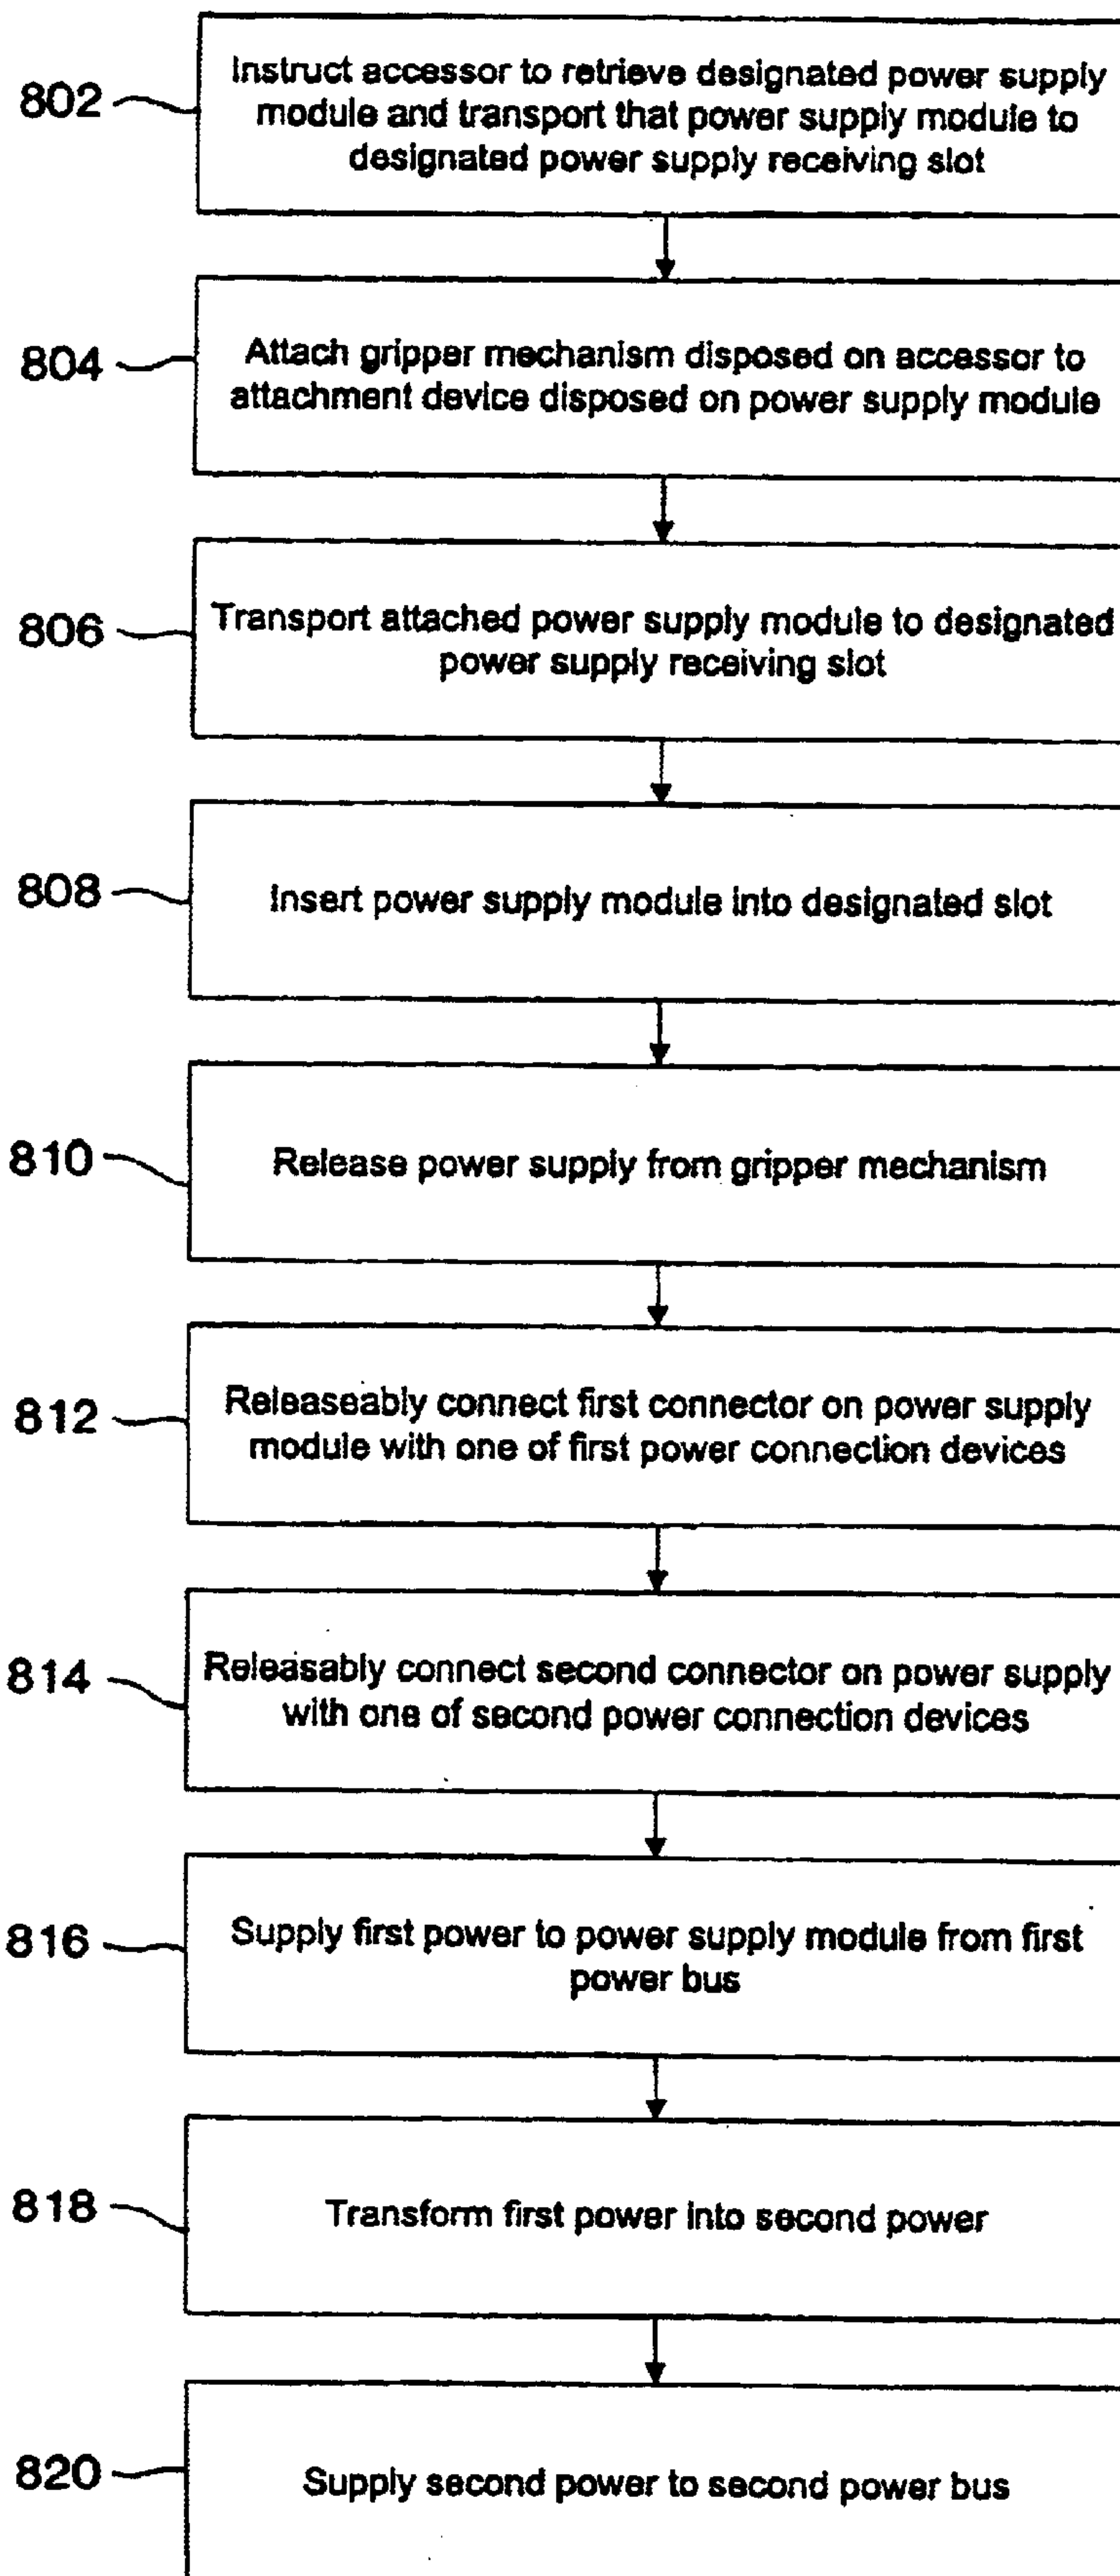 802
Instruct accessor to retrieve designated power supply
module and transport that power supply module to
designated power supply receiving slot
804
Attach gripper mechanism disposed on accessor to
attachment device disposed on power supply module
806
Transport attached power supply module to designated
power supply receiving slot
808
Insert power supply module into designated slot
810
Release power supply from gripper mechanism
812
Releaseably connect first connector on power supply
module with one of first power connection devices
814
Releasably connect second connector on power supply
with one of second power connection devices
816
Supply first power to power supply module from first
power bus
818
Transform first power into second power
820
Supply second power to second power bus